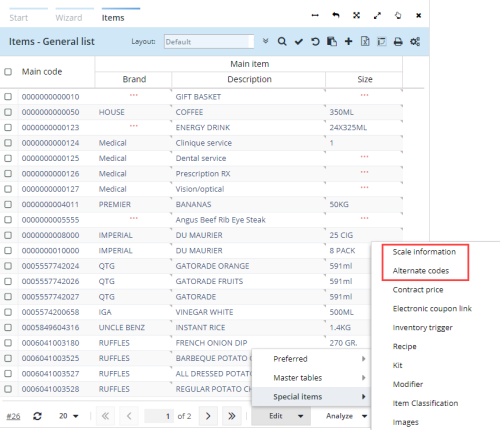 Start Wizard Items
Items - General list Layout: Default
Main code Main item
Brand Description Size
0000000000010 *** GIFT BASKET ***
0000000000050 HOUSE COFFEE 350ML
0000000000123 *** ENERGY DRINK 24X325ML
0000000000124 Medical Clinique service 1
0000000000125 Medical Dental service ***
0000000000126 Medical Prescription RX ***
0000000000127 Medical Vision/optical ***
0000000004011 PREMIER BANANAS 50KG
0000000005555 *** Angus Beef Rib Eye Steak
0000000008000 IMPERIAL DU MAURIER 25 CIG
0000000010000 IMPERIAL DU MAURIER 8 PACK
0005557742024 QTG GATORADE ORANGE 591ml
0005557742026 QTG GATORADE FRUITS 591ml
0005557742027 QTG GATORADE 591ml
0005574200658 IGA VINEGAR WHITE 500ML
0005849604316 UNCLE BENZ INSTANT RICE 1.4KG
0006041003180 RUFFLES FRENCH ONION DIP 270 GR.
0006041003525 RUFFLES BARBEQUE POTATO
0006041003527 RUFFLES ALL DRESSED POTAT
0006041003528 RUFFLES REGULAR POTATO CH
Preferred
Master tables
Special items
Scale information
Alternate codes
Contract price
Electronic coupon link
Inventory trigger
Recipe
Kit
Modifier
Item Classification
Images
#26 20 1 of 2 Edit Analyze